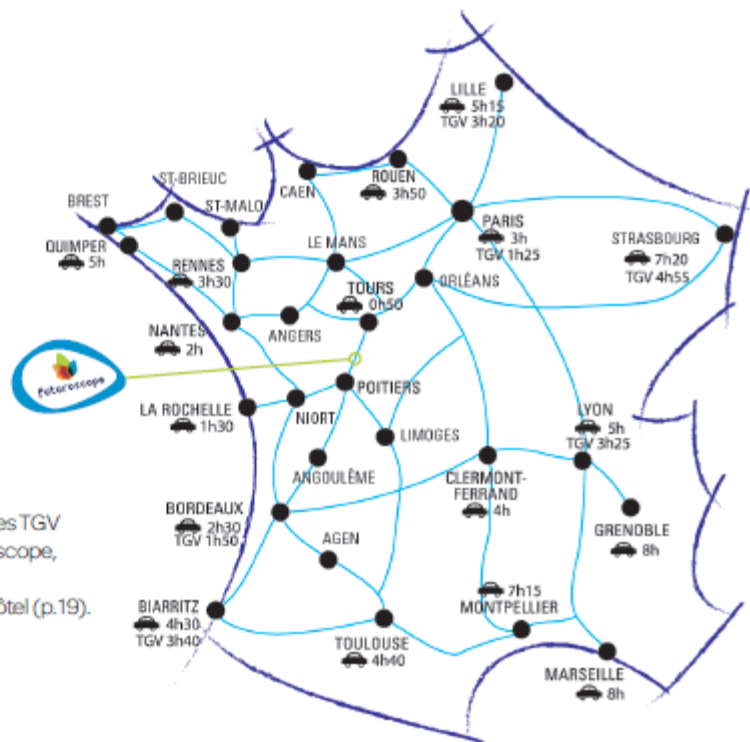 LILLE
5h15
TGV 3h20
ROUEN
3h50
CAEN
ST-BRIEUC
ST-MALO
BREST
QUIMPER
5h
PARIS
3h
TGV 1h25
STRASBOURG
7h20
TGV 4h55
LE MANS
RENNES
3h30
ORLÉANS
TOURS
0h50
ANGERS
NANTES
2h
futuroscope
POITIERS
LA ROCHELLE
1h30
NIORT
LIMOGES
LYON
5h
TGV 3h25
ANGOULÊME
CLERMONT-
FERRAND
4h
GRENOBLE
8h
BORDEAUX
2h30
TGV 1h50
es TGV
scope,
ôtel (p.19).
AGEN
BIARRITZ
4h30
TGV 3h40
TOULOUSE
4h40
7h15
MONTPELLIER
MARSEILLE
8h